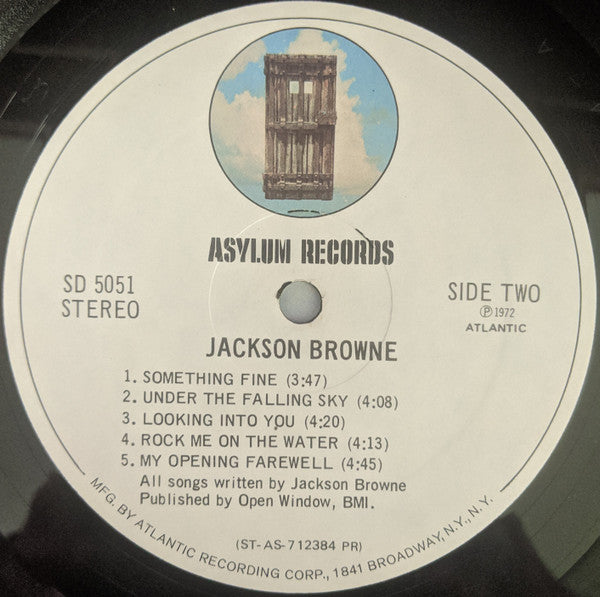 ASYLUM RECORDS
SD 5051
STEREO
SIDE TWO
Ⓟ1972
ATLANTIC
JACKSON BROWNE
1. SOMETHING FINE (3:47)
2. UNDER THE FALLING SKY (4:08)
3. LOOKING INTO YOU (4:20)
4. ROCK ME ON THE WATER (4:13)
5. MY OPENING FAREWELL (4:45)
All songs written by Jackson Browne
Published by Open Window, BMI.
(ST-AS-712384 PR)
MFG. BY ATLANTIC RECORDING CORP., 1841 BROADWAY, N.Y., N.Y.